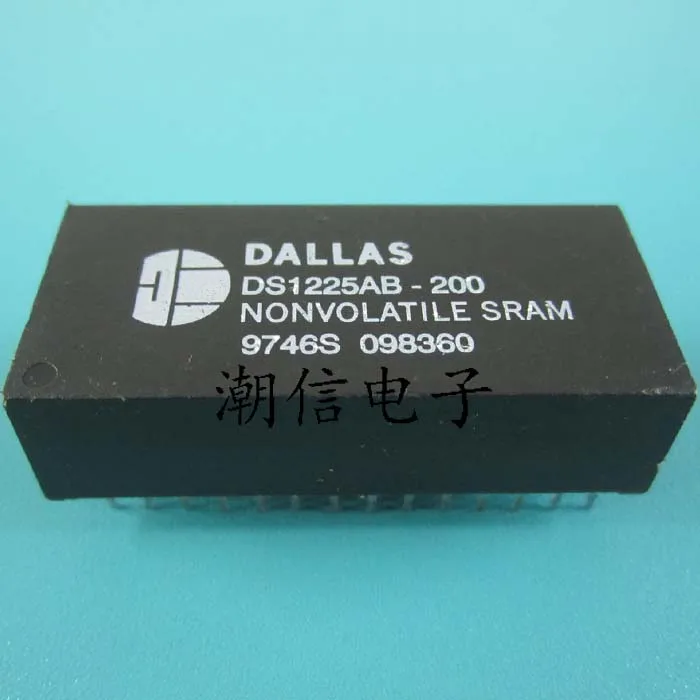 DALLAS
DS1225AB - 200
NONVOLATILE SRAM
9746S 098360
潮信电子